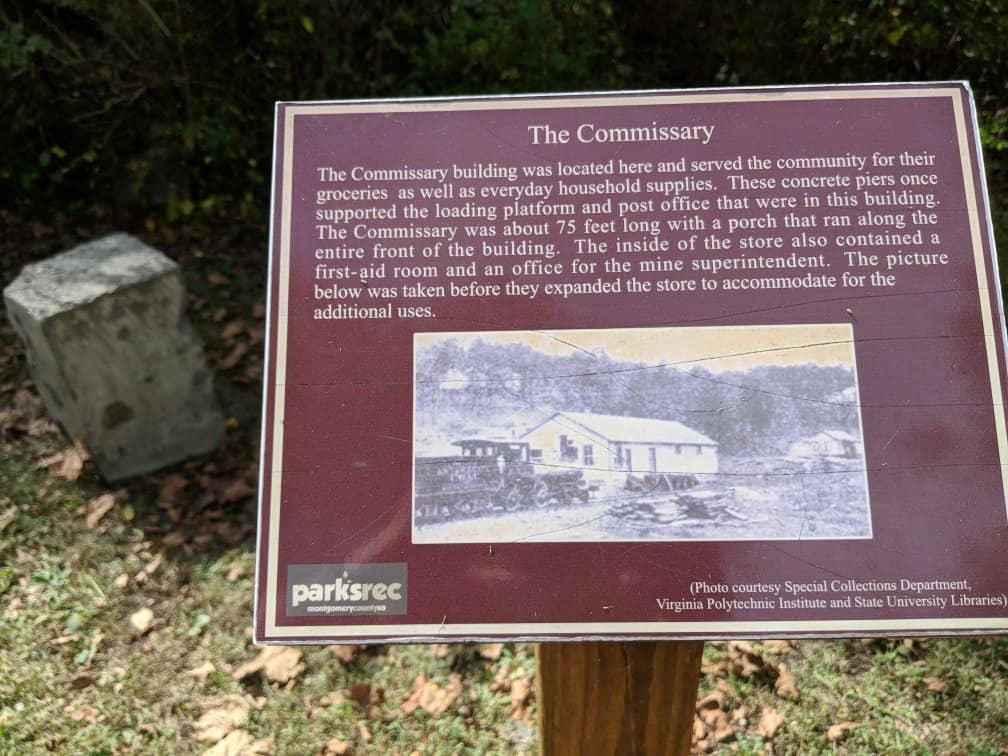 The Commissary
The Commissary building was located here and served the community for their
groceries as well as everyday household supplies. These concrete piers once
supported the loading platform and post office that were in this building.
The Commissary was about 75 feet long with a porch that ran along the
entire front of the building. The inside of the store also contained a
first-aid room and an office for the mine superintendent. The picture
below was taken before they expanded the store to accommodate for the
additional uses.
parksrec
montgomerycountyva
(Photo courtesy Special Collections Department,
Virginia Polytechnic Institute and State University Libraries)